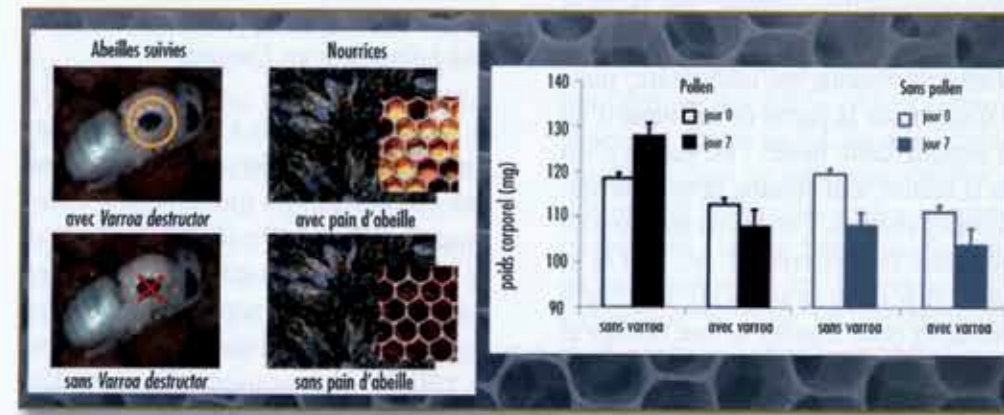 Abeilles suivies
Nourrices
avec Varroa destructor
avec pain d'abeille
sans Varroa destructor
sans pain d'abeille
poids corporel (mg)
140
130
120
110
100
90
Pollen
jour 0
jour 7
Sans pollen
jour 0
jour 7
sans varroa
avec varroa
sans varroa
avec varroa